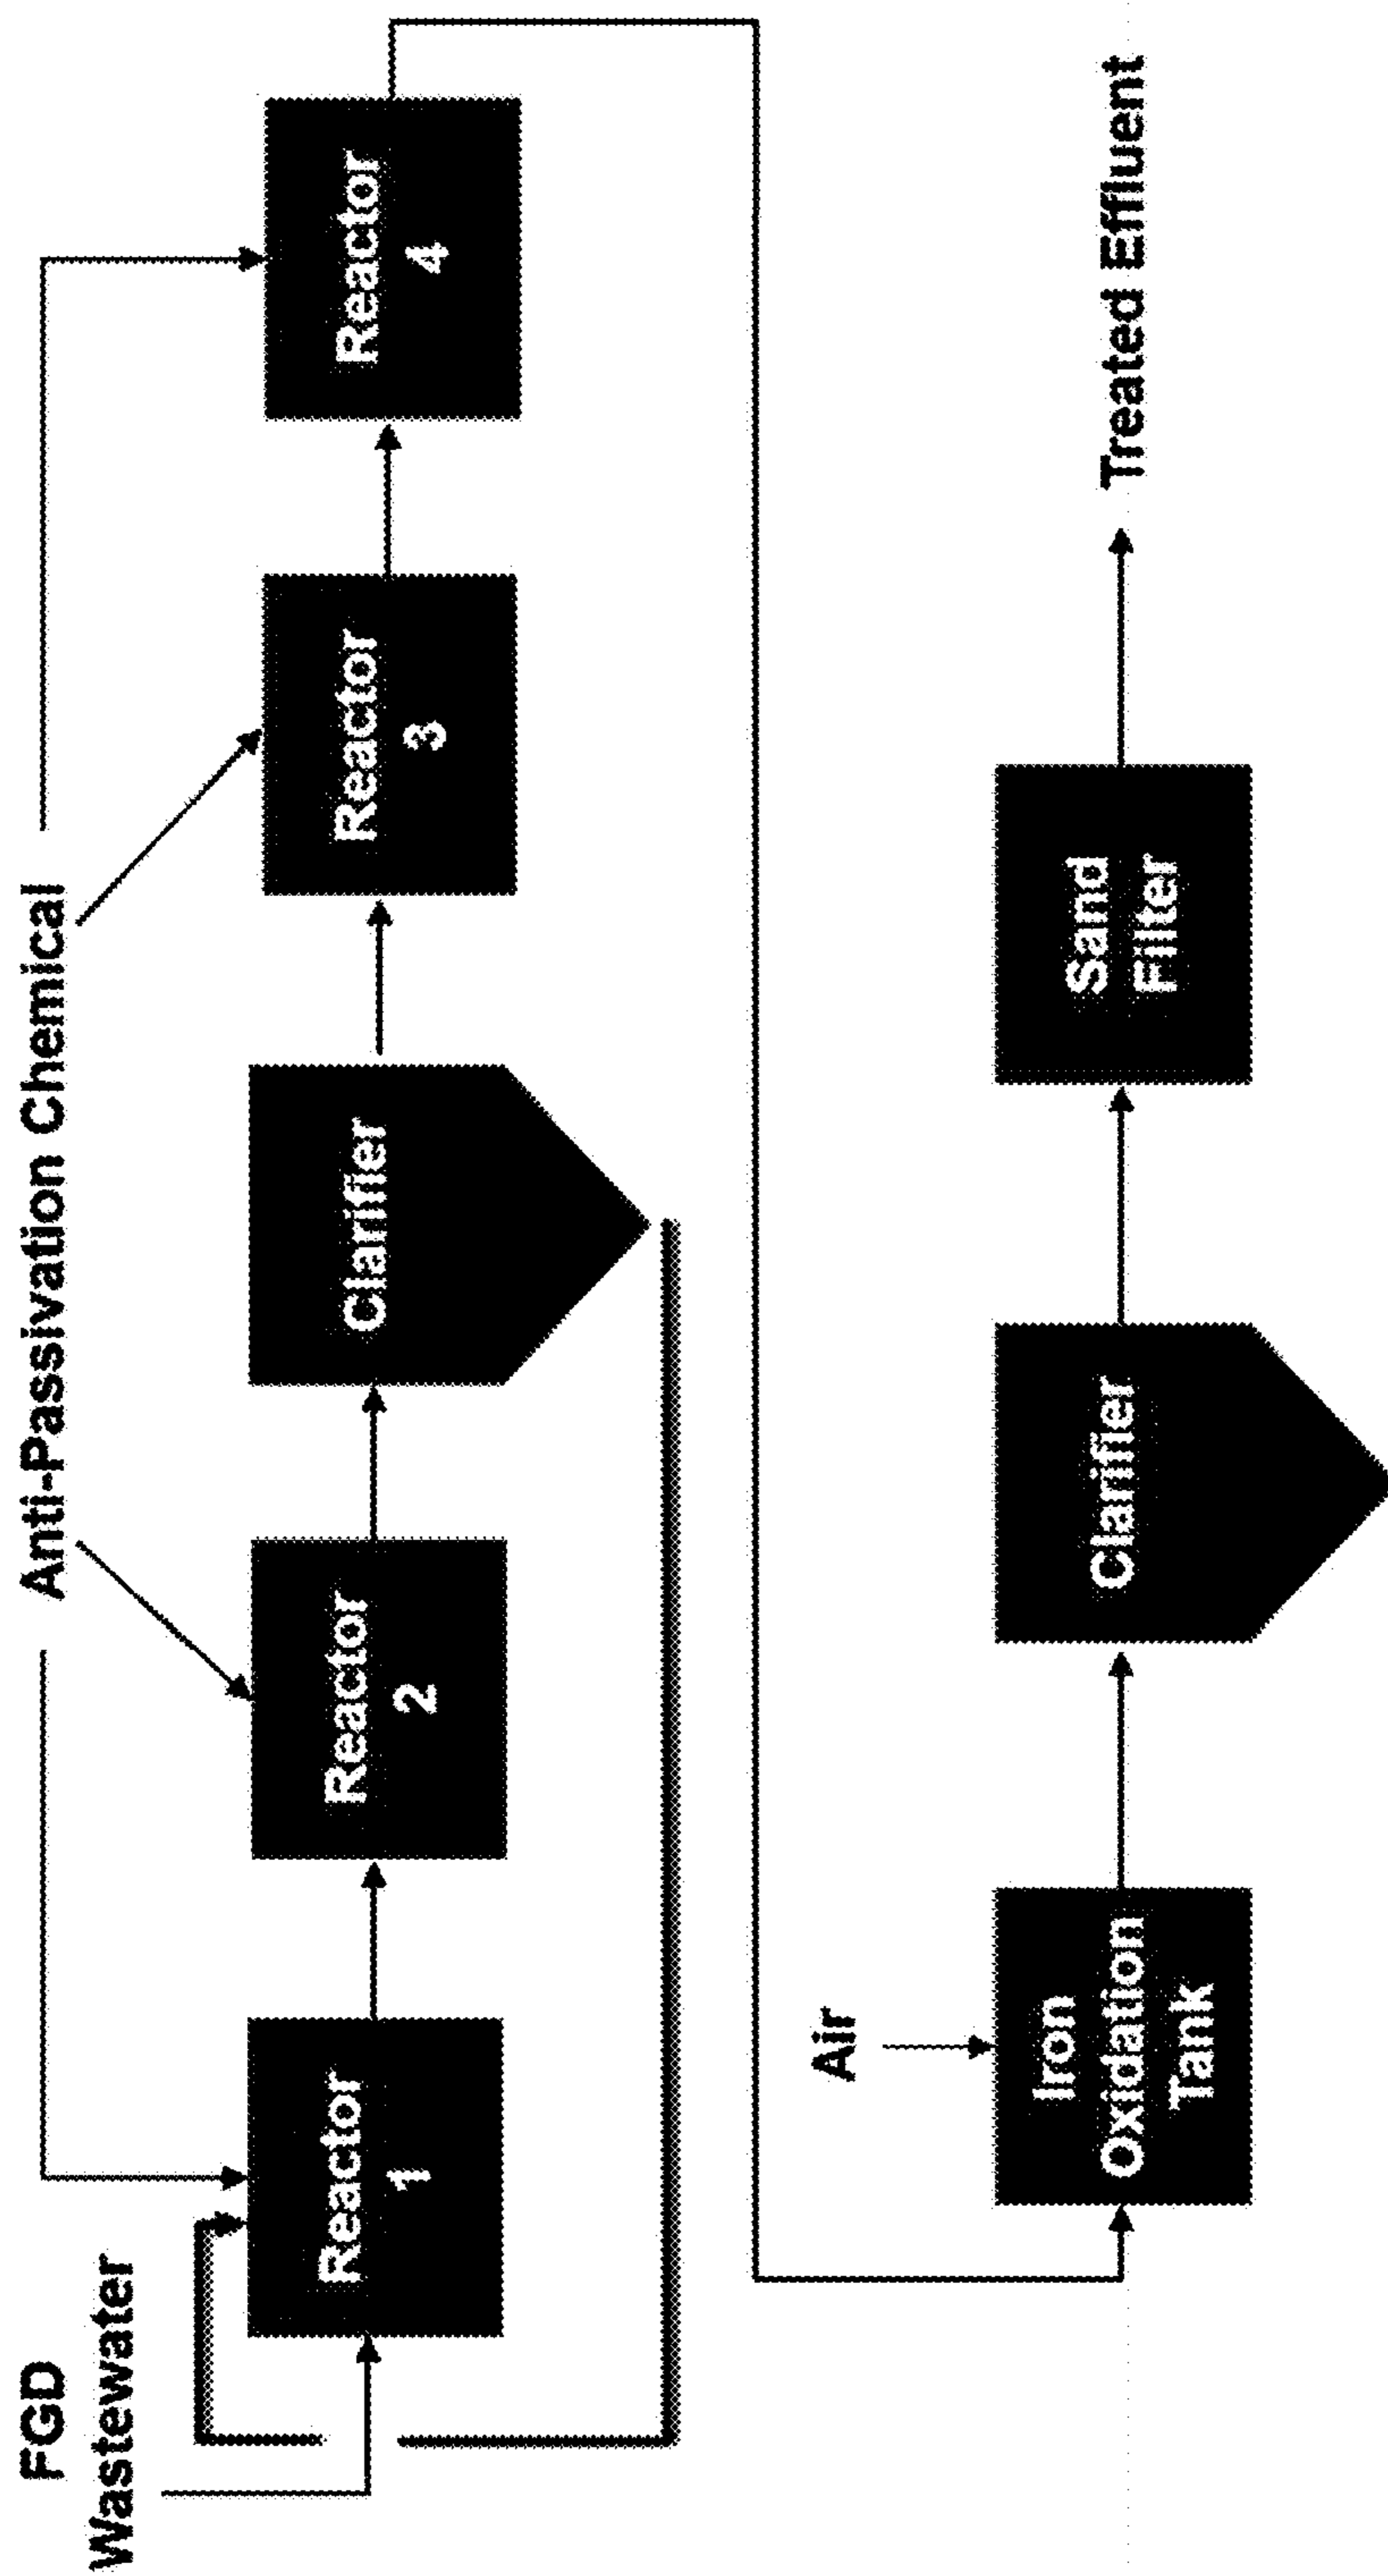 FGD
Wastewater
Anti-Passivation Chemical
Reactor
1
Reactor
2
Clarifier
Reactor
3
Reactor
4
Air
Iron
Oxidation
Tank
Clarifier
Sand
Filter
Treated Effluent